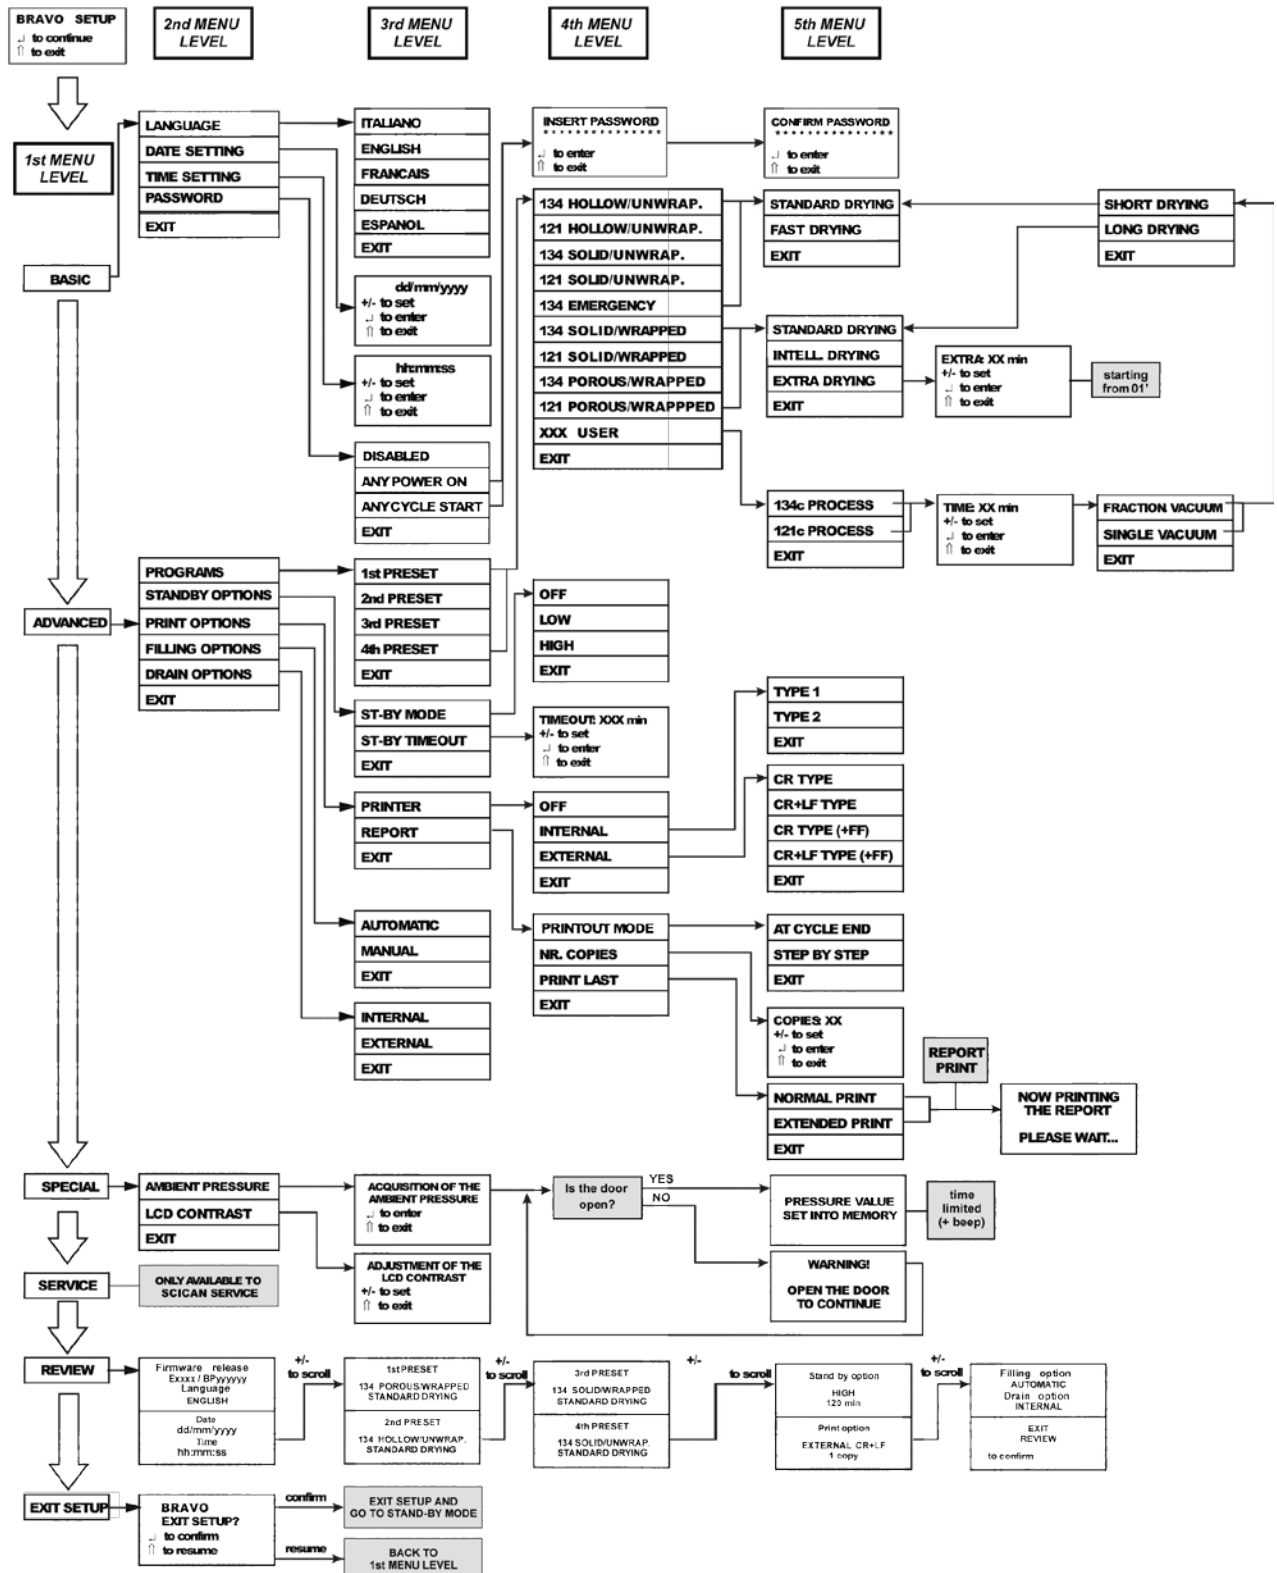 BRAVO SETUP
↲ to continue
⇑ to exit
2nd MENU
LEVEL
3rd MENU
LEVEL
4th MENU
LEVEL
5th MENU
LEVEL
1st MENU
LEVEL
BASIC
LANGUAGE
DATE SETTING
TIME SETTING
PASSWORD
EXIT
ITALIANO
ENGLISH
FRANCAIS
DEUTSCH
ESPANOL
EXIT
dd/mm/yyyy
+/- to set
↲ to enter
⇑ to exit
hh:mm:ss
+/- to set
↲ to enter
⇑ to exit
DISABLED
ANY POWER ON
ANY CYCLE START
EXIT
INSERT PASSWORD
* * * * * * * * * * * * * * *
↲ to enter
⇑ to exit
CONFIRM PASSWORD
* * * * * * * * * * * * * * *
↲ to enter
⇑ to exit
134 HOLLOW/UNWRAP.
121 HOLLOW/UNWRAP.
134 SOLID/UNWRAP.
121 SOLID/UNWRAP.
134 EMERGENCY
134 SOLID/WRAPPED
121 SOLID/WRAPPED
134 POROUS/WRAPPED
121 POROUS/WRAPPPED
XXX USER
EXIT
STANDARD DRYING
FAST DRYING
EXIT
SHORT DRYING
LONG DRYING
EXIT
STANDARD DRYING
INTELL. DRYING
EXTRA DRYING
EXIT
EXTRA: XX min
+/- to set
↲ to enter
⇑ to exit
starting
from 01'
134c PROCESS
121c PROCESS
EXIT
TIME: XX min
+/- to set
↲ to enter
⇑ to exit
FRACTION. VACUUM
SINGLE VACUUM
EXIT
ADVANCED
PROGRAMS
STANDBY OPTIONS
PRINT OPTIONS
FILLING OPTIONS
DRAIN OPTIONS
EXIT
1st PRESET
2nd PRESET
3rd PRESET
4th PRESET
EXIT
OFF
LOW
HIGH
EXIT
ST-BY MODE
ST-BY TIMEOUT
EXIT
TIMEOUT: XXX min
+/- to set
↲ to enter
⇑ to exit
TYPE 1
TYPE 2
EXIT
PRINTER
REPORT
EXIT
OFF
INTERNAL
EXTERNAL
EXIT
CR TYPE
CR+LF TYPE
CR TYPE (+FF)
CR+LF TYPE (+FF)
EXIT
AUTOMATIC
MANUAL
EXIT
PRINTOUT MODE
NR. COPIES
PRINT LAST
EXIT
AT CYCLE END
STEP BY STEP
EXIT
INTERNAL
EXTERNAL
EXIT
COPIES: XX
+/- to set
↲ to enter
⇑ to exit
REPORT
PRINT
NORMAL PRINT
EXTENDED PRINT
EXIT
NOW PRINTING
THE REPORT
PLEASE WAIT...
SPECIAL
AMBIENT PRESSURE
LCD CONTRAST
EXIT
ACQUISITION OF THE
AMBIENT PRESSURE
↲ to enter
⇑ to exit
Is the door
open?
YES
NO
PRESSURE VALUE
SET INTO MEMORY
time
limited
(+ beep)
ADJUSTMENT OF THE
LCD CONTRAST
+/- to set
⇑ to exit
WARNING!
OPEN THE DOOR
TO CONTINUE
SERVICE
ONLY AVAILABLE TO
SCICAN SERVICE
REVIEW
Firmware release
Exxxx / BPyyyyyy
Language
ENGLISH
Date
dd/mm/yyyy
Time
hh:mm:ss
+/-
to scroll
1st PRESET
134 POROUS/WRAPPED
STANDARD DRYING
2nd PRESET
134 HOLLOW/UNWRAP.
STANDARD DRYING
+/-
to scroll
3rd PRESET
134 SOLID/WRAPPED
STANDARD DRYING
4th PRESET
134 SOLID/UNWRAP.
STANDARD DRYING
+/-
to scroll
Stand by option
HIGH
120 min
Print option
EXTERNAL CR+LF
1 copy
+/-
to scroll
Filling option
AUTOMATIC
Drain option
INTERNAL
EXIT
REVIEW
to confirm
EXIT SETUP
BRAVO
EXIT SETUP?
↲ to confirm
⇑ to resume
confirm
EXIT SETUP AND
GO TO STAND-BY MODE
resume
BACK TO
1st MENU LEVEL